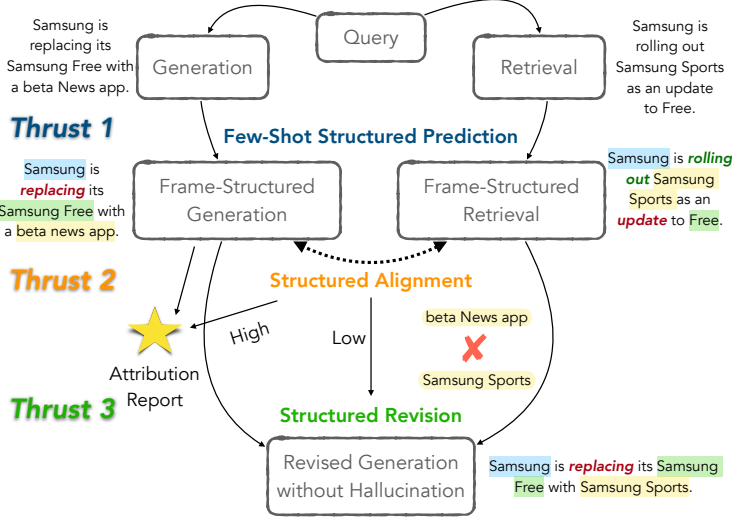 Query
Samsung is
replacing its
Samsung Free with
a beta News app.
Generation
Retrieval
Samsung is
rolling out
Samsung Sports
as an update
to Free.
Thrust 1
Few-Shot Structured Prediction
Samsung is
replacing its
Samsung Free with
a beta news app.
Frame-Structured
Generation
Frame-Structured
Retrieval
Samsung is rolling
out Samsung
Sports as an
update to Free.
Thrust 2
Structured Alignment
High
Low
beta News app
Samsung Sports
Attribution
Report
Thrust 3
Structured Revision
Revised Generation
without Hallucination
Samsung is replacing its Samsung
Free with Samsung Sports.